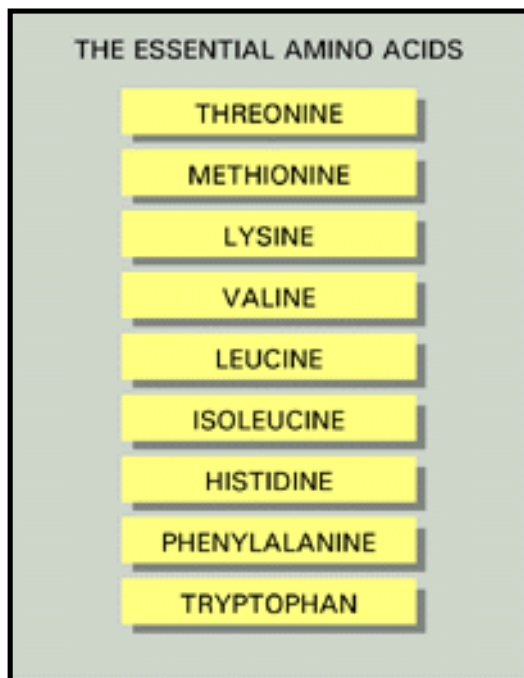 THE ESSENTIAL AMINO ACIDS
THREONINE
METHIONINE
LYSINE
VALINE
LEUCINE
ISOLEUCINE
HISTIDINE
PHENYLALANINE
TRYPTOPHAN